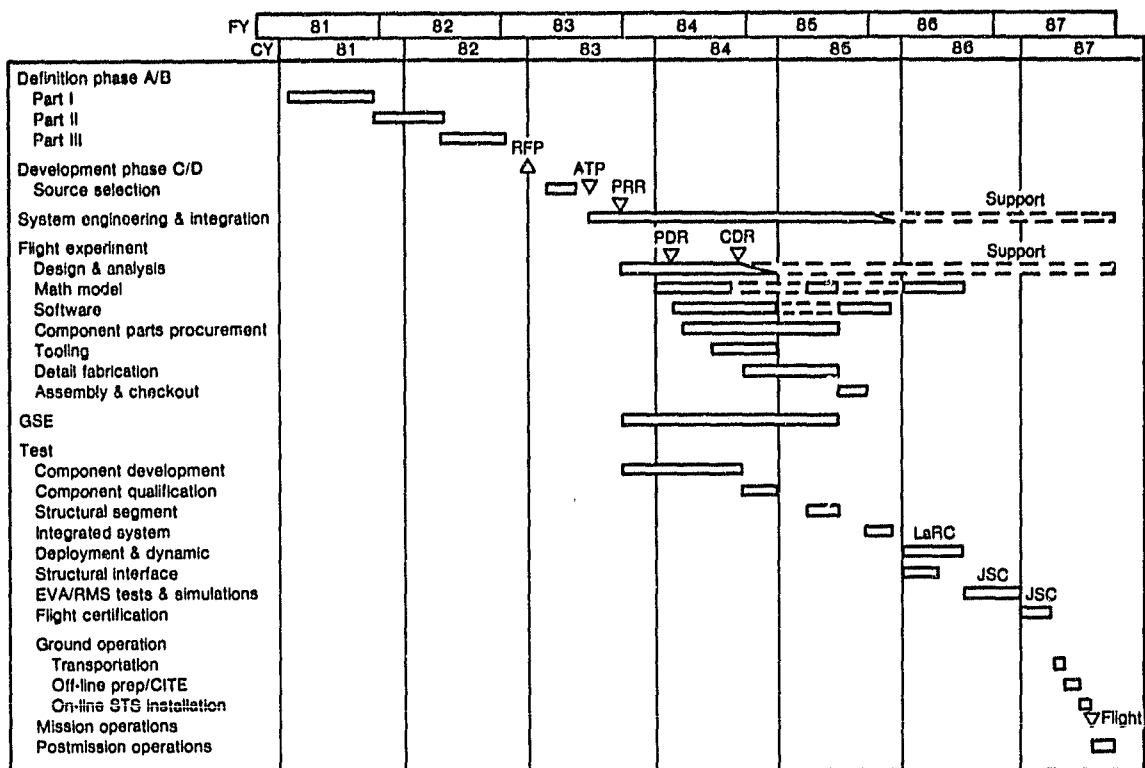 FY 81 82 83 84 85 86 87
CY 81 82 83 84 85 86 87
Definition phase A/B
Part I
Part II
Part III
RFP
Development phase C/D
ATP
Source selection
PRR
System engineering & integration
Support
Flight experiment
PDR CDR
Design & analysis
Support
Math model
Software
Component parts procurement
Tooling
Detail fabrication
Assembly & checkout
GSE
Test
Component development
Component qualification
Structural segment
Integrated system
LaRC
Deployment & dynamic
Structural interface
JSC
EVA/RMS tests & simulations
JSC
Flight certification
Ground operation
Transportation
Off-line prep/CITE
On-line STS installation
Flight
Mission operations
Postmission operations